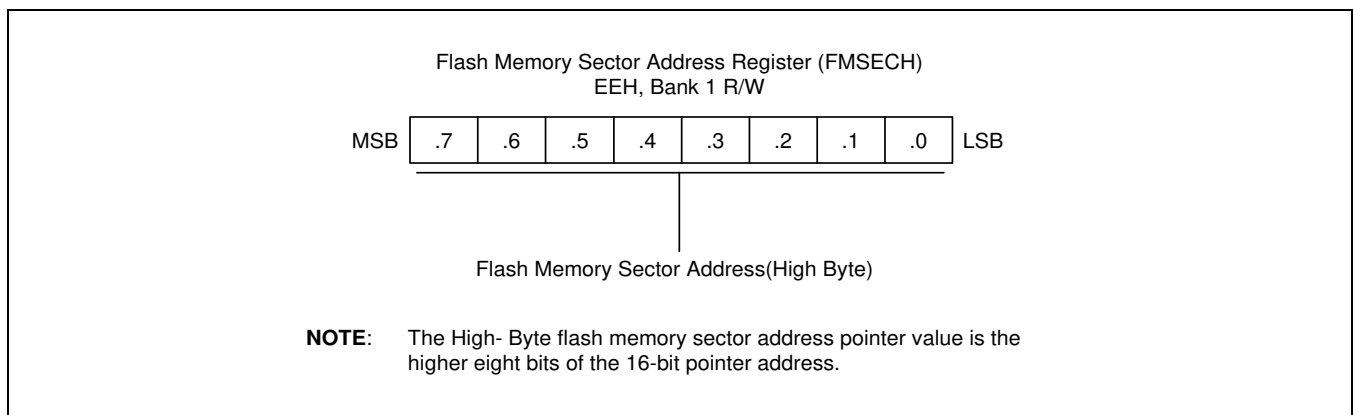 Flash Memory Sector Address Register (FMSECH)
EEH, Bank 1 R/W
MSB .7 .6 .5 .4 .3 .2 .1 .0 LSB
Flash Memory Sector Address(High Byte)
NOTE: The High- Byte flash memory sector address pointer value is the
higher eight bits of the 16-bit pointer address.